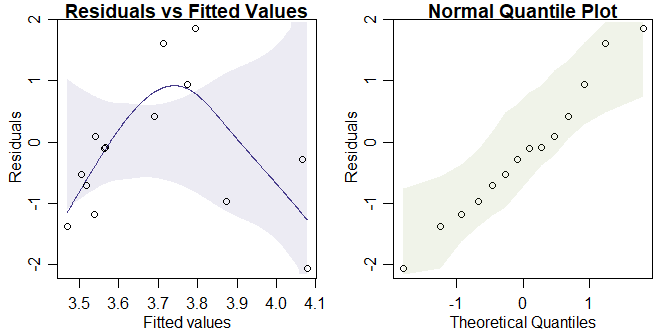 Residuals vs Fitted Values
Residuals
2
1
0
-1
-2
3.5 3.6 3.7 3.8 3.9 4.0 4.1
Fitted values
Normal Quantile Plot
Residuals
2
1
0
-1
-2
-1 0 1
Theoretical Quantiles